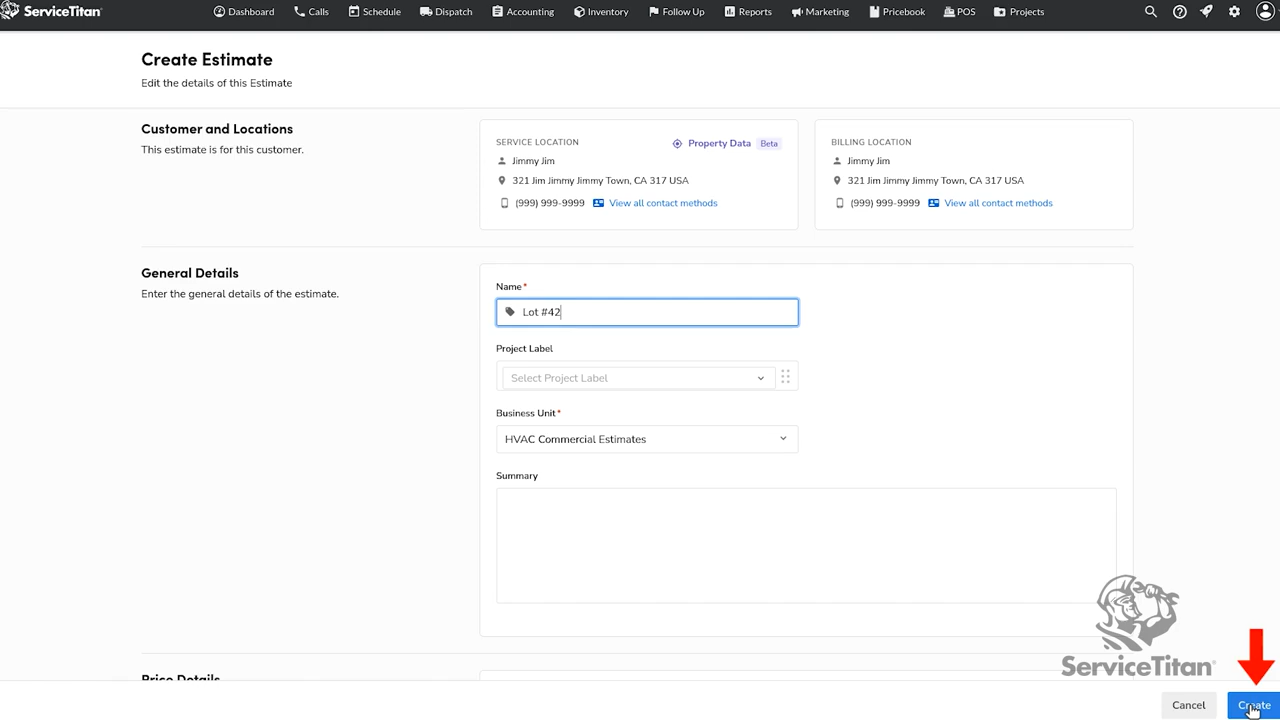 ServiceTitan Dashboard Calls Schedule Dispatch Accounting Inventory Follow Up Reports Marketing Pricebook POS Projects
Create Estimate
Edit the details of this Estimate
Customer and Locations
This estimate is for this customer.
SERVICE LOCATION
Property Data Beta
Jimmy Jim
321 Jim Jimmy Jimmy Town, CA 317 USA
(999) 999-9999 View all contact methods
BILLING LOCATION
Jimmy Jim
321 Jim Jimmy Jimmy Town, CA 317 USA
(999) 999-9999 View all contact methods
General Details
Enter the general details of the estimate.
Name*
Lot #42
Project Label
Select Project Label
Business Unit*
HVAC Commercial Estimates
Summary
ServiceTitan
Price Details
Cancel Create